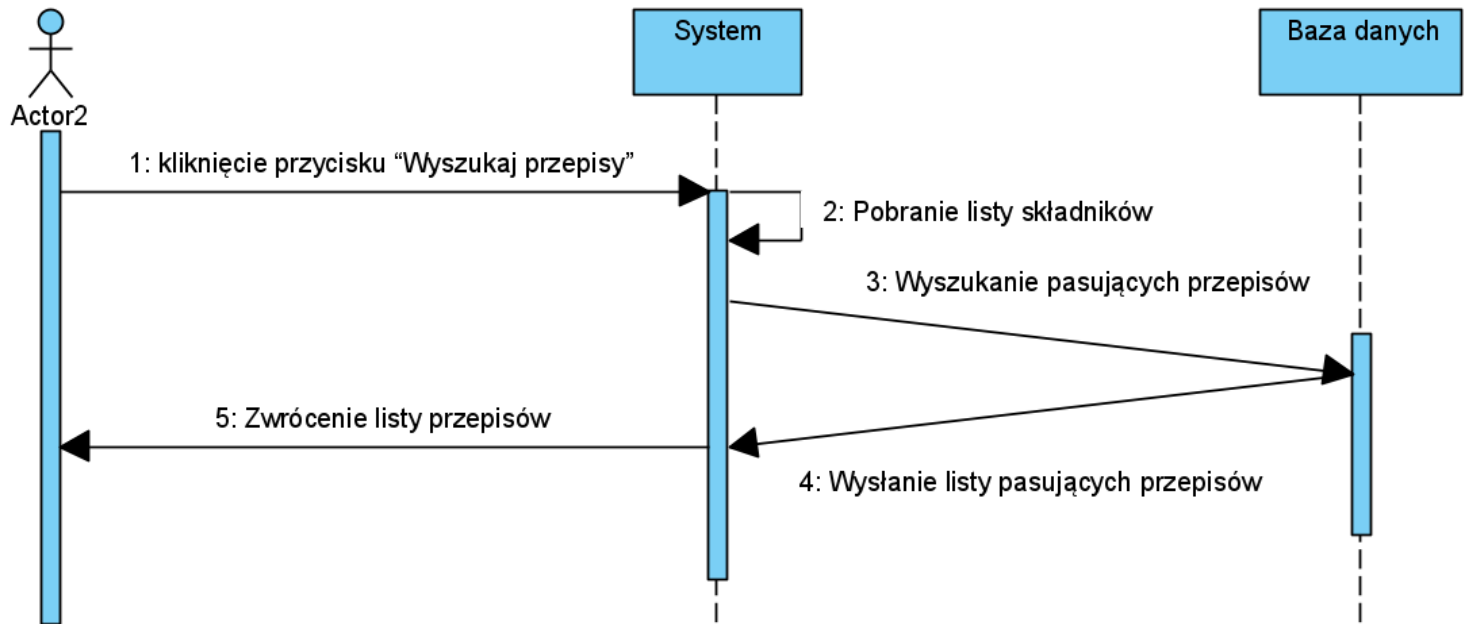 System
Baza danych
Actor2
1: kliknięcie przycisku “Wyszukaj przepisy”
2: Pobranie listy składników
3: Wyszukanie pasujących przepisów
5: Zwrócenie listy przepisów
4: Wysłanie listy pasujących przepisów